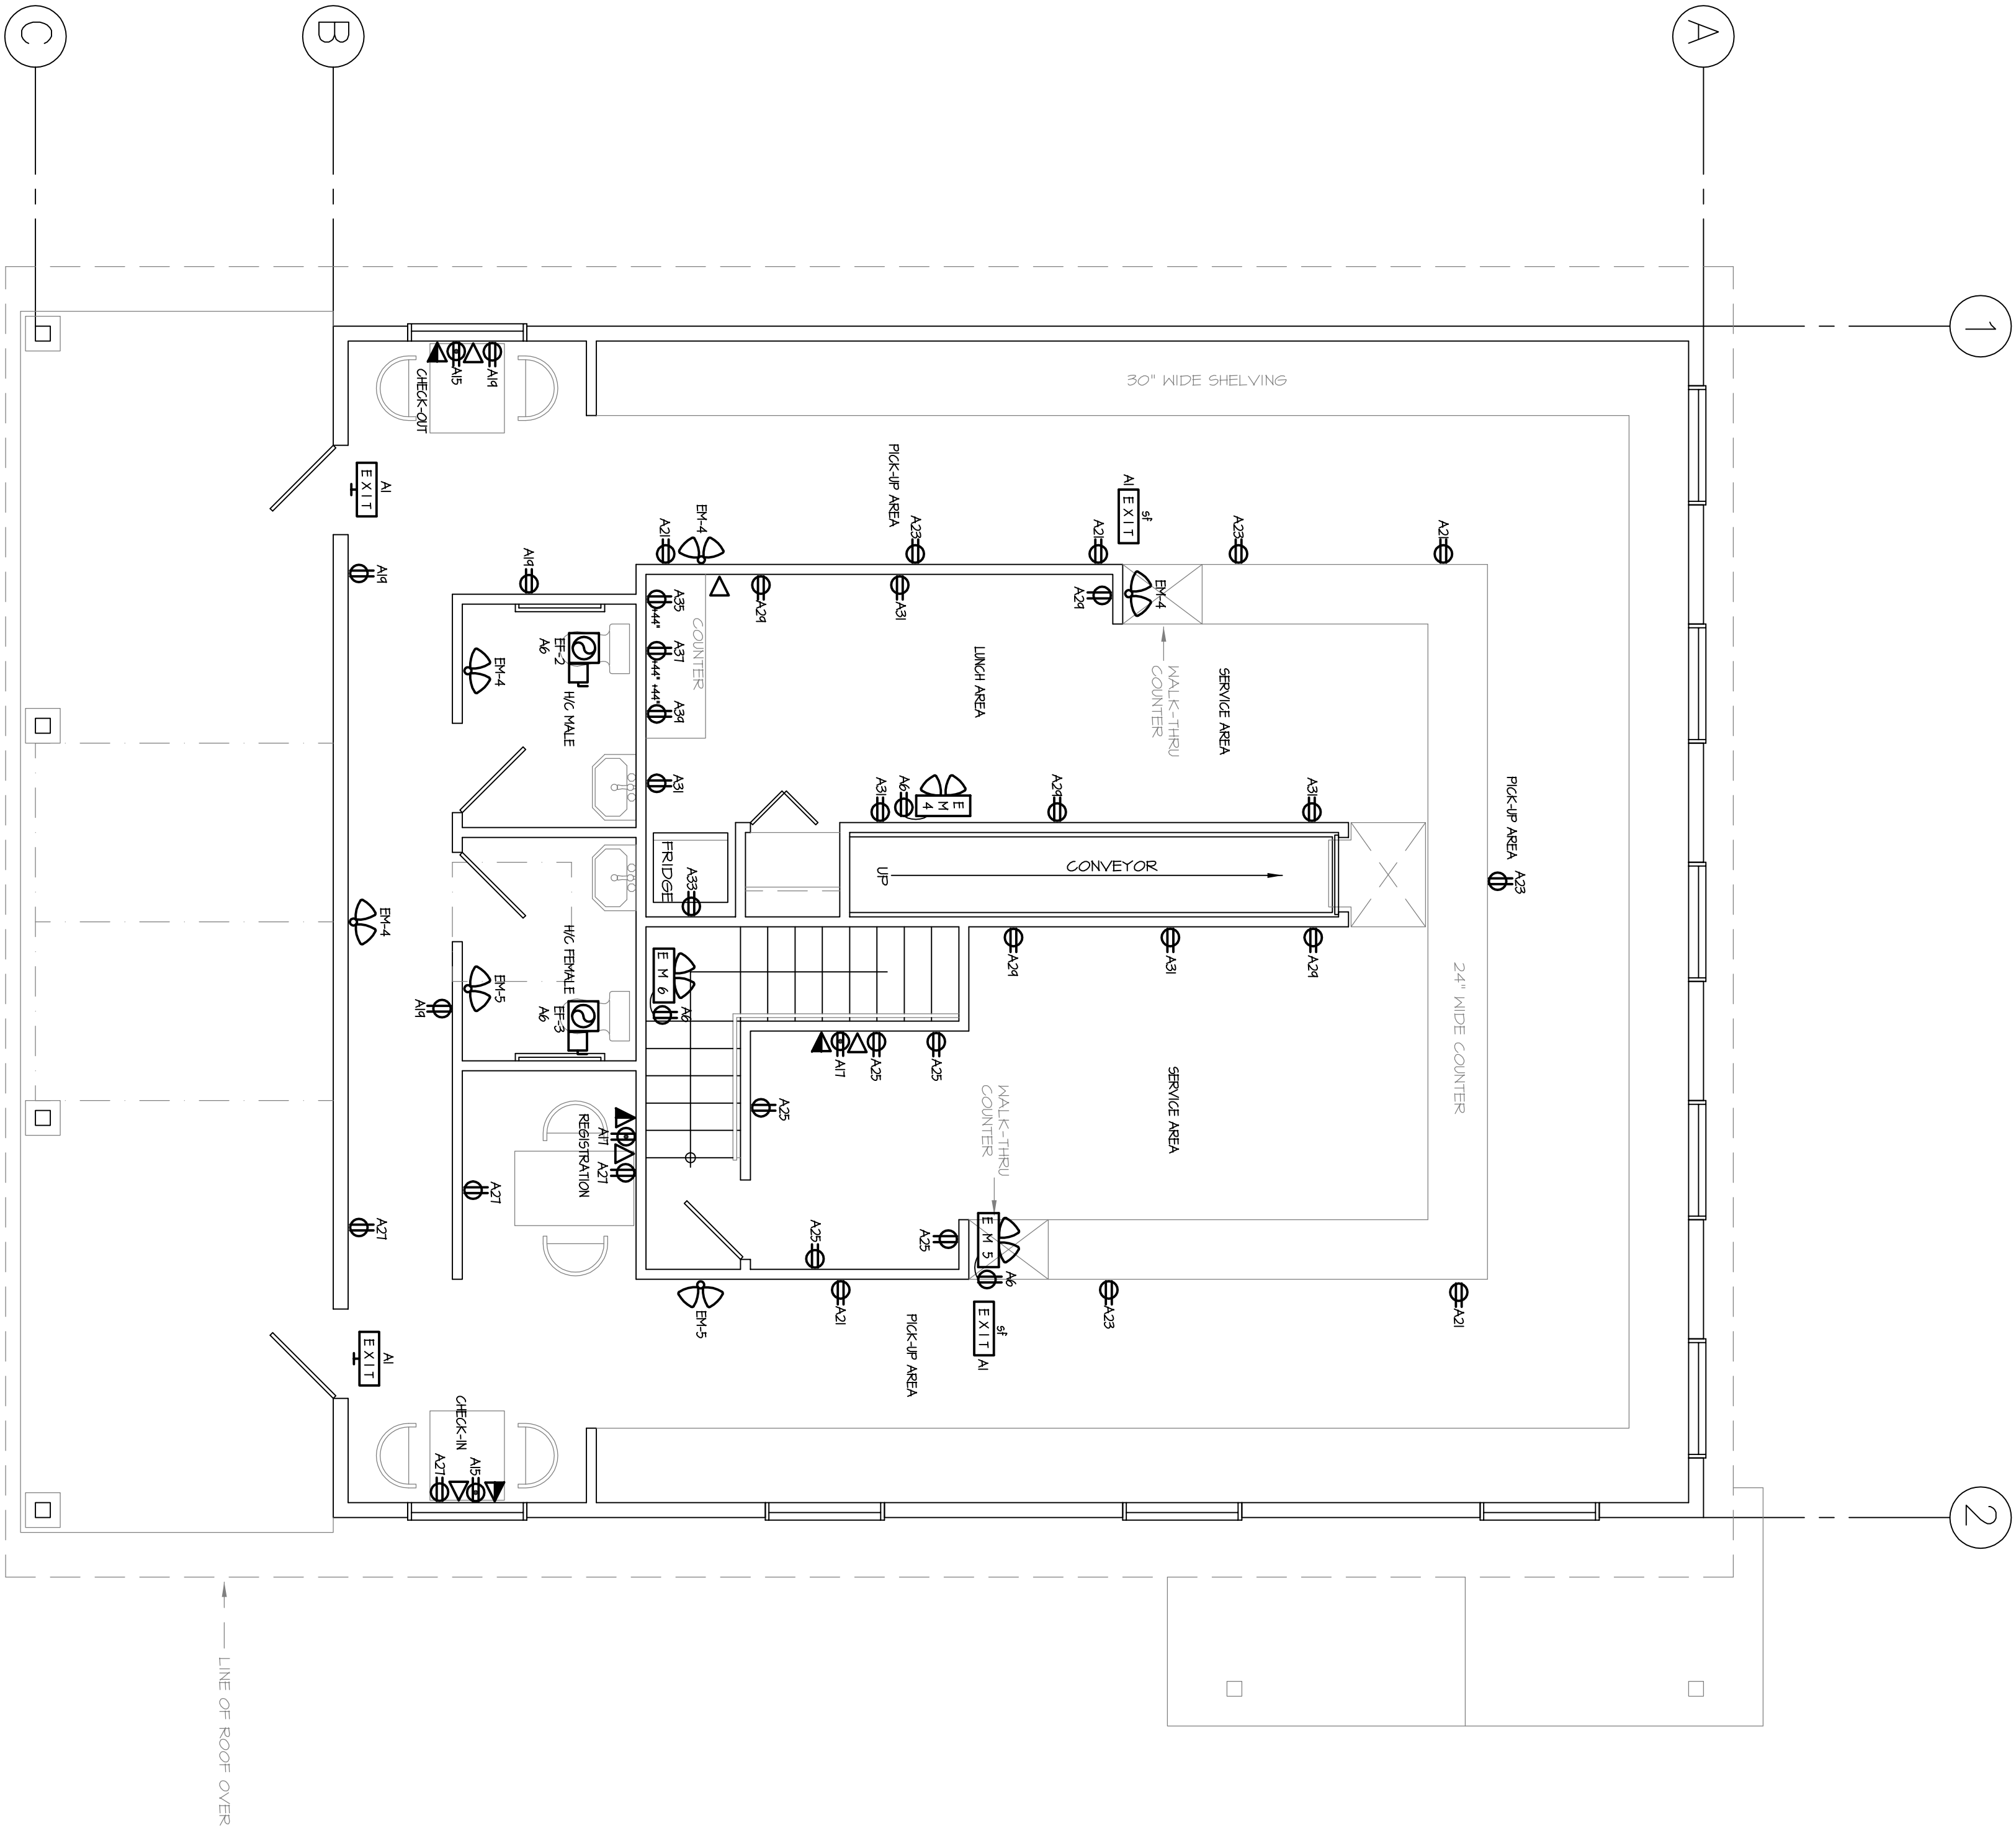 C
B
A
1
A15
A19
CHECK-OUT
30" WIDE SHELVING
EXIT
A1
PICK-UP AREA
A1
EXIT
sf
A21
EM-4
A23
A21
A23
A21
A19
A19
A35
+44"
A29
A31
A29
EM-4
COUNTER
EF-2
A6
A37
+44"
EM-4
H/C MALE
+44"
A39
LUNCH AREA
WALK-THRU
COUNTER
SERVICE AREA
A31
A31
A6
EM4
A29
A31
PICK-UP AREA
FRIDGE
A33
UP
CONVEYOR
A23
EM-4
H/C FEMALE
EM6
A6
A29
A31
A29
EM-5
A19
EF-3
A6
24" WIDE COUNTER
A17
A25
A25
A25
SERVICE AREA
WALK-THRU
COUNTER
REGISTRATION
A17
A27
A27
A27
A25
A25
EM5
A6
EM-5
A21
A23
A21
PICK-UP AREA
EXIT
sf
A1
EXIT
A1
CHECK-IN
A27
A15
2
LINE OF ROOF OVER